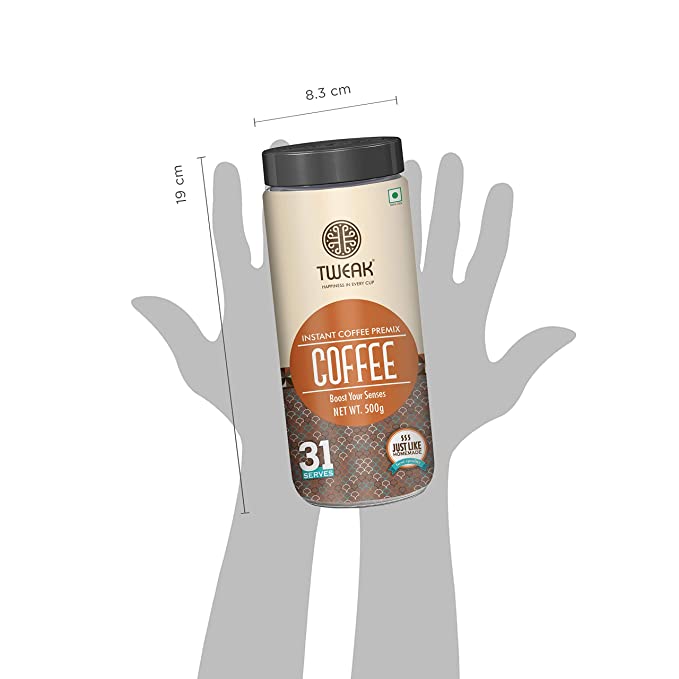 8.3 cm
19 cm
TWEAK
HAPPINESS IN EVERY CUP
INSTANT COFFEE PREMIX
COFFEE
Boost Your Senses
NET WT. 500g
31
SERVES
JUST LIKE
HOMEMADE